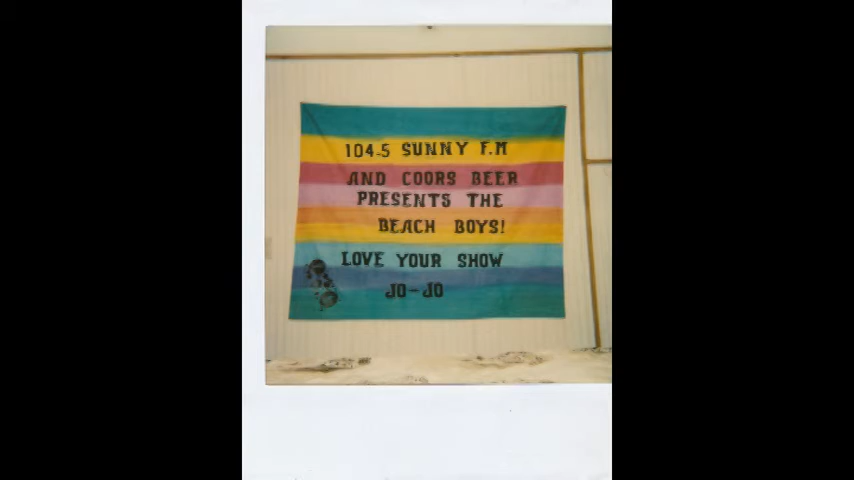 104.5 SUNNY F.M
AND COORS BEER
PRESENTS THE
BEACH BOYS!
LOVE YOUR SHOW
JO-JO